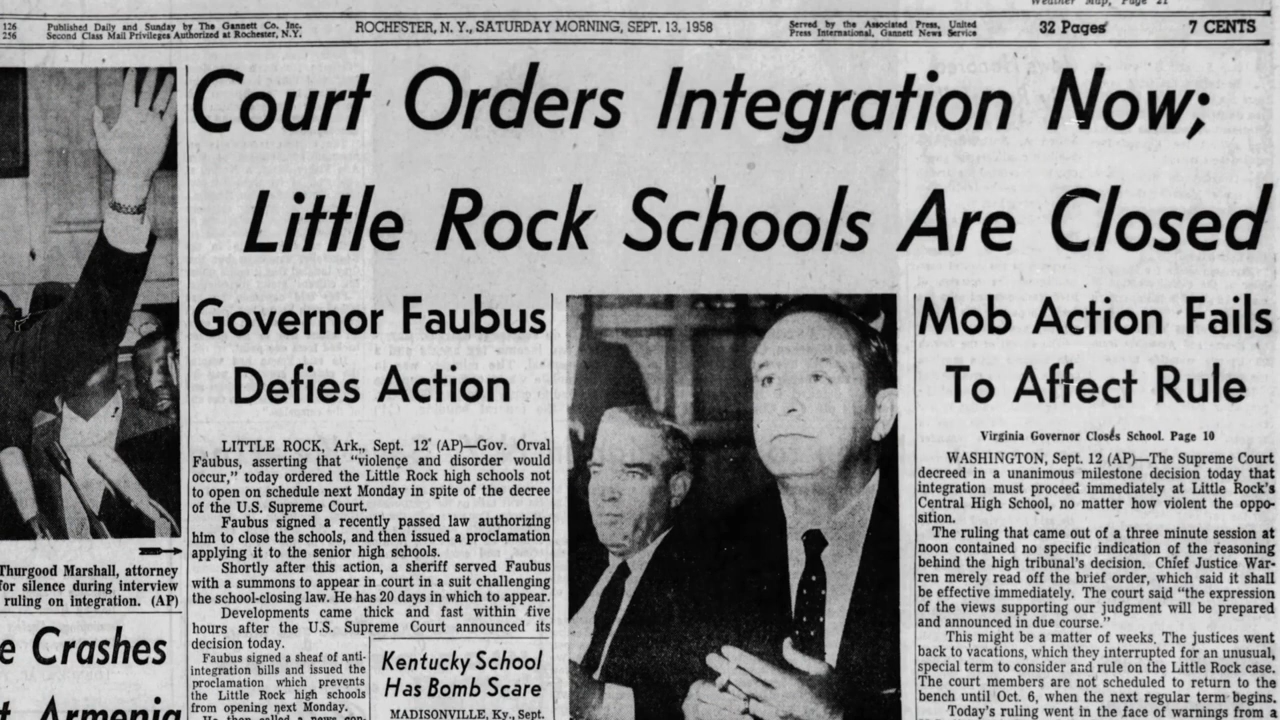 Weather Map, Page 21
126
256
Published Daily and Sunday by The Gannett Co., Inc.
Second Class Mail Privileges Authorized at Rochester, N.Y.
ROCHESTER, N. Y., SATURDAY MORNING, SEPT. 13, 1958
Served by the Associated Press, United
Press International, Gannett News Service
32 Pages
7 CENTS
Court Orders Integration Now;
Little Rock Schools Are Closed
Thurgood Marshall, attorney
for silence during interview
ruling on integration. (AP)
e Crashes
t Armenia
Governor Faubus
Defies Action
LITTLE ROCK, Ark., Sept. 12 (AP)—Gov. Orval
Faubus, asserting that "violence and disorder would
occur," today ordered the Little Rock high schools not
to open on schedule next Monday in spite of the decree
of the U.S. Supreme Court.
Faubus signed a recently passed law authorizing
him to close the schools, and then issued a proclamation
applying it to the senior high schools.
Shortly after this action, a sheriff served Faubus
with a summons to appear in court in a suit challenging
the school-closing law. He has 20 days in which to appear.
Developments came thick and fast within five
hours after the U.S. Supreme Court announced its
decision today.
Faubus signed a sheaf of anti-
integration bills and issued the
proclamation which prevents
the Little Rock high schools
from opening next Monday.
He then called a news con-
Kentucky School
Has Bomb Scare
MADISONVILLE, Ky., Sept.
Mob Action Fails
To Affect Rule
Virginia Governor Closes School. Page 10
WASHINGTON, Sept. 12 (AP)—The Supreme Court
decreed in a unanimous milestone decision today that
integration must proceed immediately at Little Rock's
Central High School, no matter how violent the oppo-
sition.
The ruling that came out of a three minute session at
noon contained no specific indication of the reasoning
behind the high tribunal's decision. Chief Justice War-
ren merely read off the brief order, which said it shall
be effective immediately. The court said "the expression
of the views supporting our judgment will be prepared
and announced in due course."
This might be a matter of weeks. The justices went
back to vacations, which they interrupted for an unusual,
special term to consider and rule on the Little Rock case.
The court members are not scheduled to return to the
bench until Oct. 6, when the next regular term begins.
Today's ruling went in the face of warnings from a